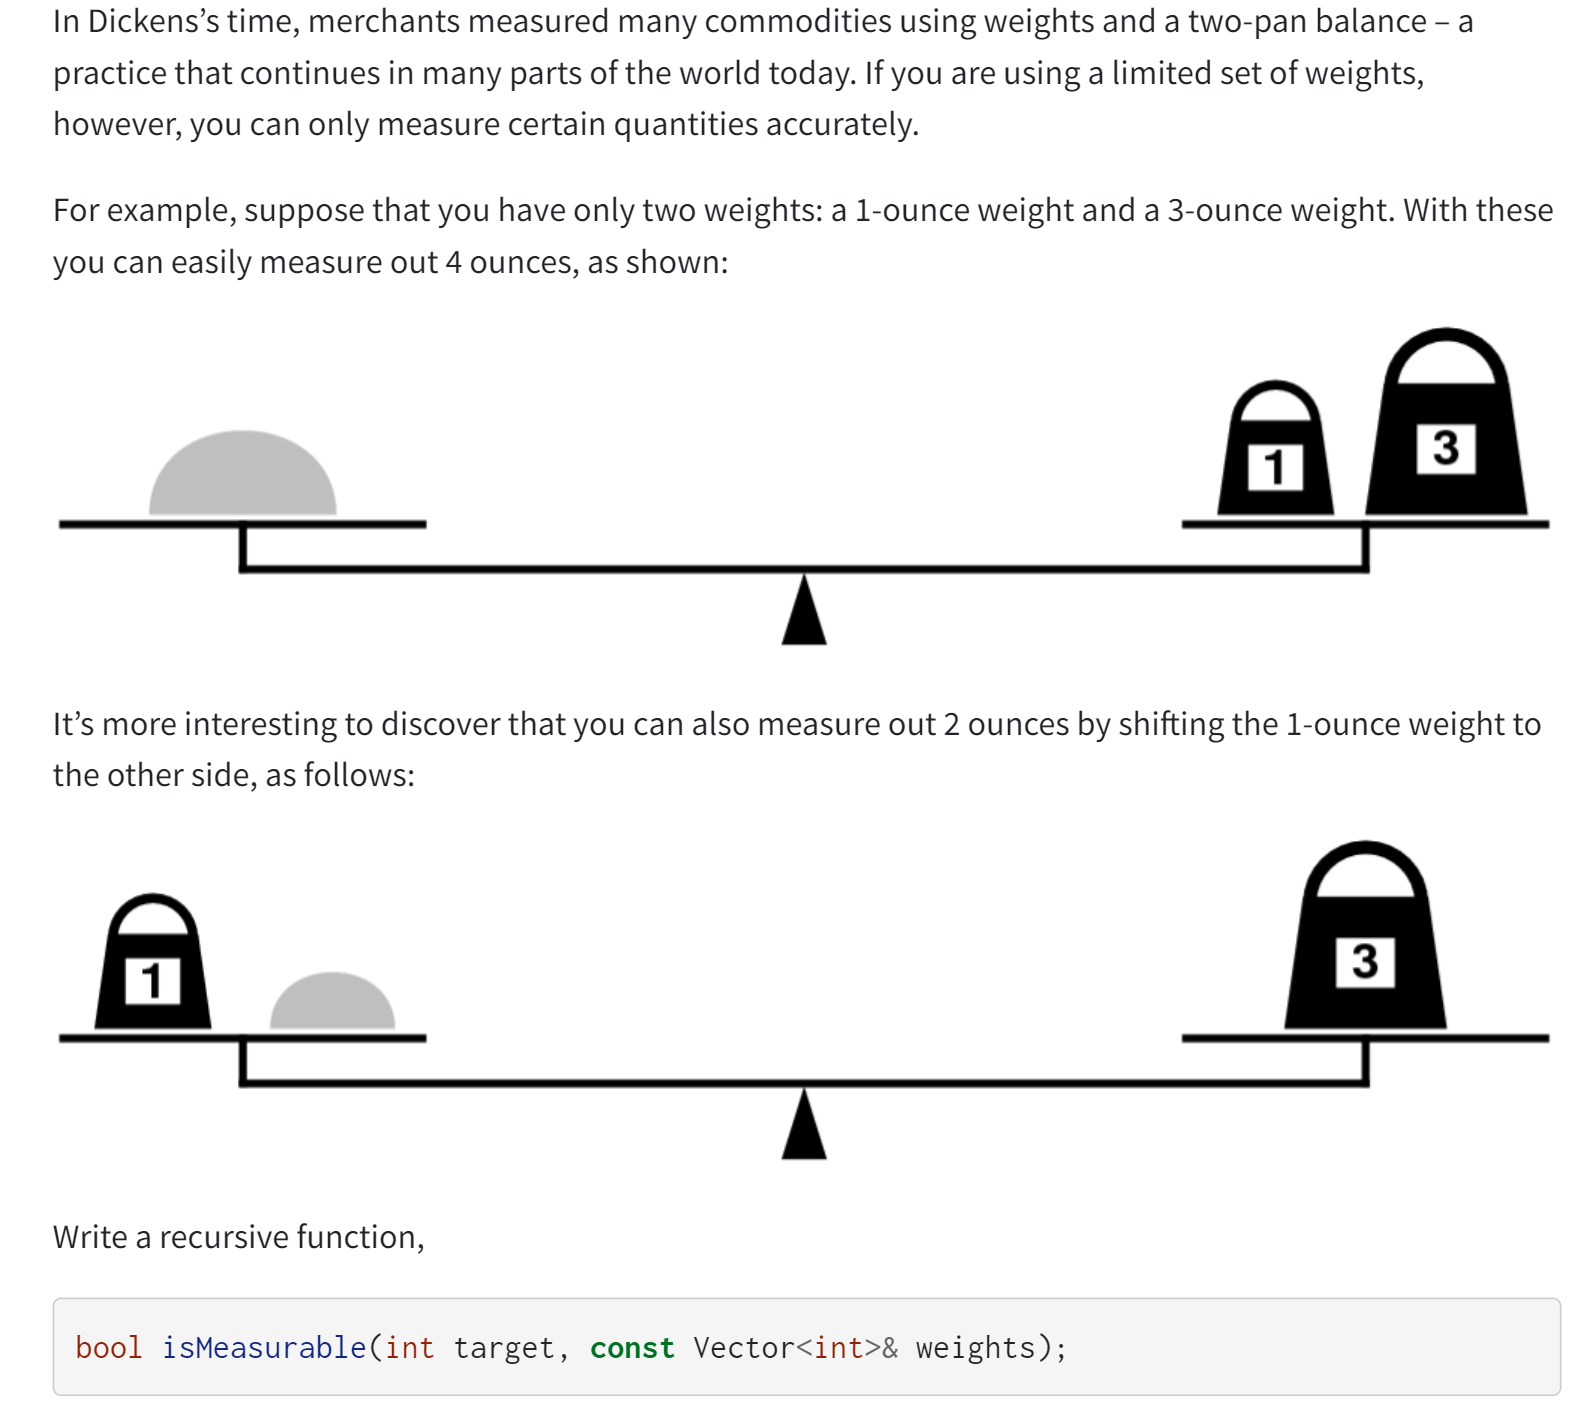 In Dickens’s time, merchants measured many commodities using weights and a two-pan balance – a
practice that continues in many parts of the world today. If you are using a limited set of weights,
however, you can only measure certain quantities accurately.
For example, suppose that you have only two weights: a 1-ounce weight and a 3-ounce weight. With these
you can easily measure out 4 ounces, as shown:
1
3
It’s more interesting to discover that you can also measure out 2 ounces by shifting the 1-ounce weight to
the other side, as follows:
1
3
Write a recursive function,
bool isMeasurable(int target, const Vector<int>& weights);